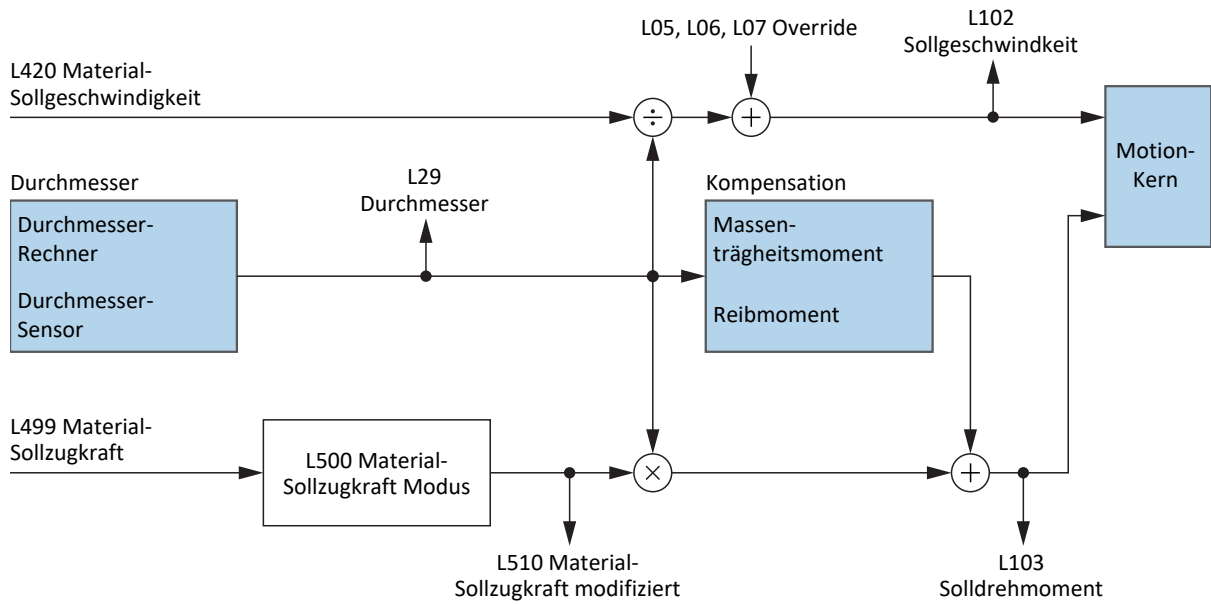 L05, L06, L07 Override
L102
Sollgeschwindkeit
L420 Material-
Sollgeschwindigkeit
÷
+
Motion-
Kern
Durchmesser
Durchmesser-
Rechner
Durchmesser-
Sensor
L29
Durchmesser
Kompensation
Massen-
trägheitsmoment
Reibmoment
L499 Material-
Sollzugkraft
L500 Material-
Sollzugkraft Modus
×
+
L510 Material-
Sollzugkraft modifiziert
L103
Solldrehmoment